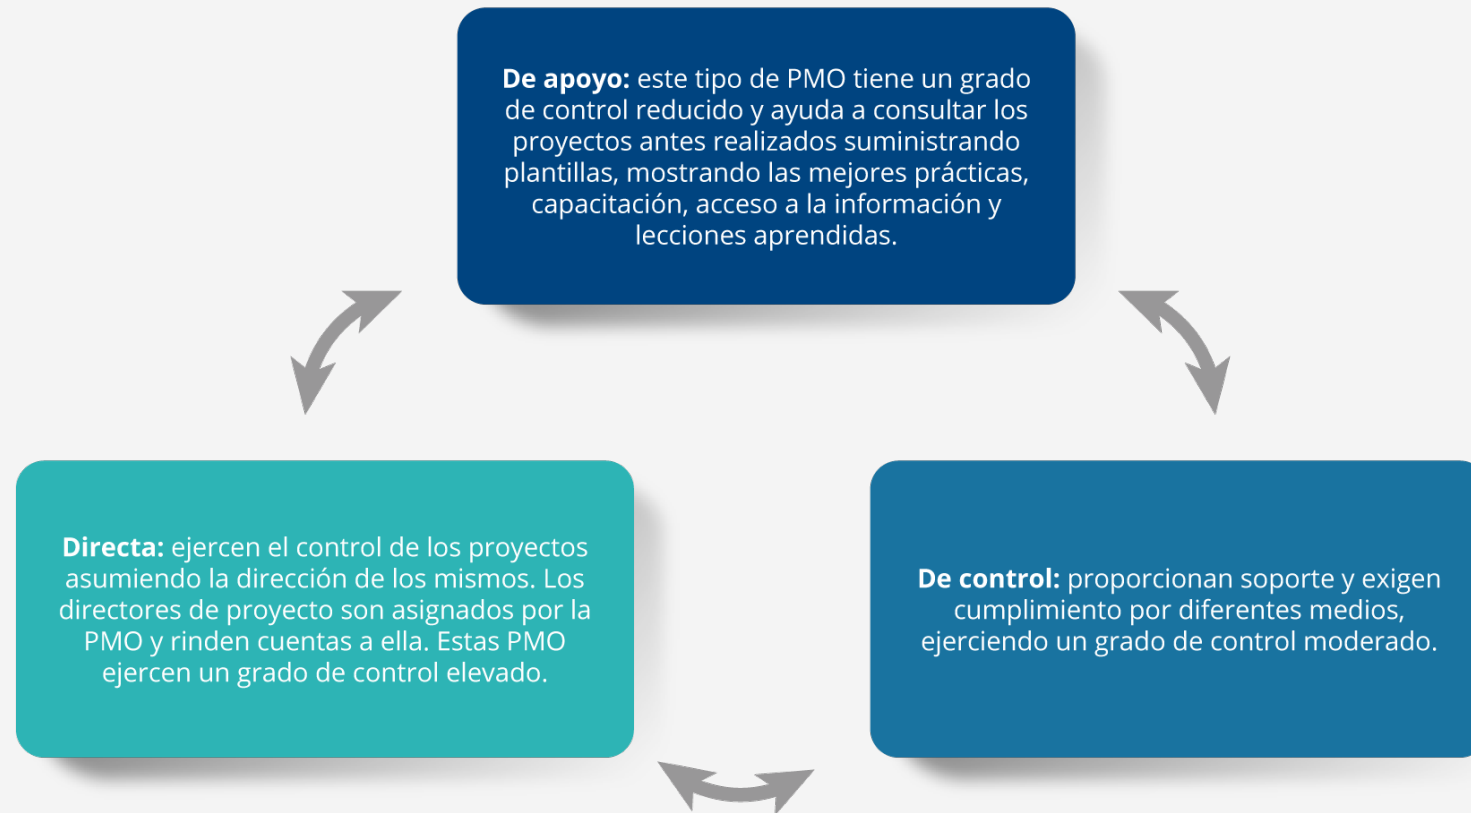 De apoyo: este tipo de PMO tiene un grado
de control reducido y ayuda a consultar los
proyectos antes realizados suministrando
plantillas, mostrando las mejores prácticas,
capacitación, acceso a la información y
lecciones aprendidas.
Directa: ejercen el control de los proyectos
asumiendo la dirección de los mismos. Los
directores de proyecto son asignados por la
PMO y rinden cuentas a ella. Estas PMO
ejercen un grado de control elevado.
De control: proporcionan soporte y exigen
cumplimiento por diferentes medios,
ejerciendo un grado de control moderado.